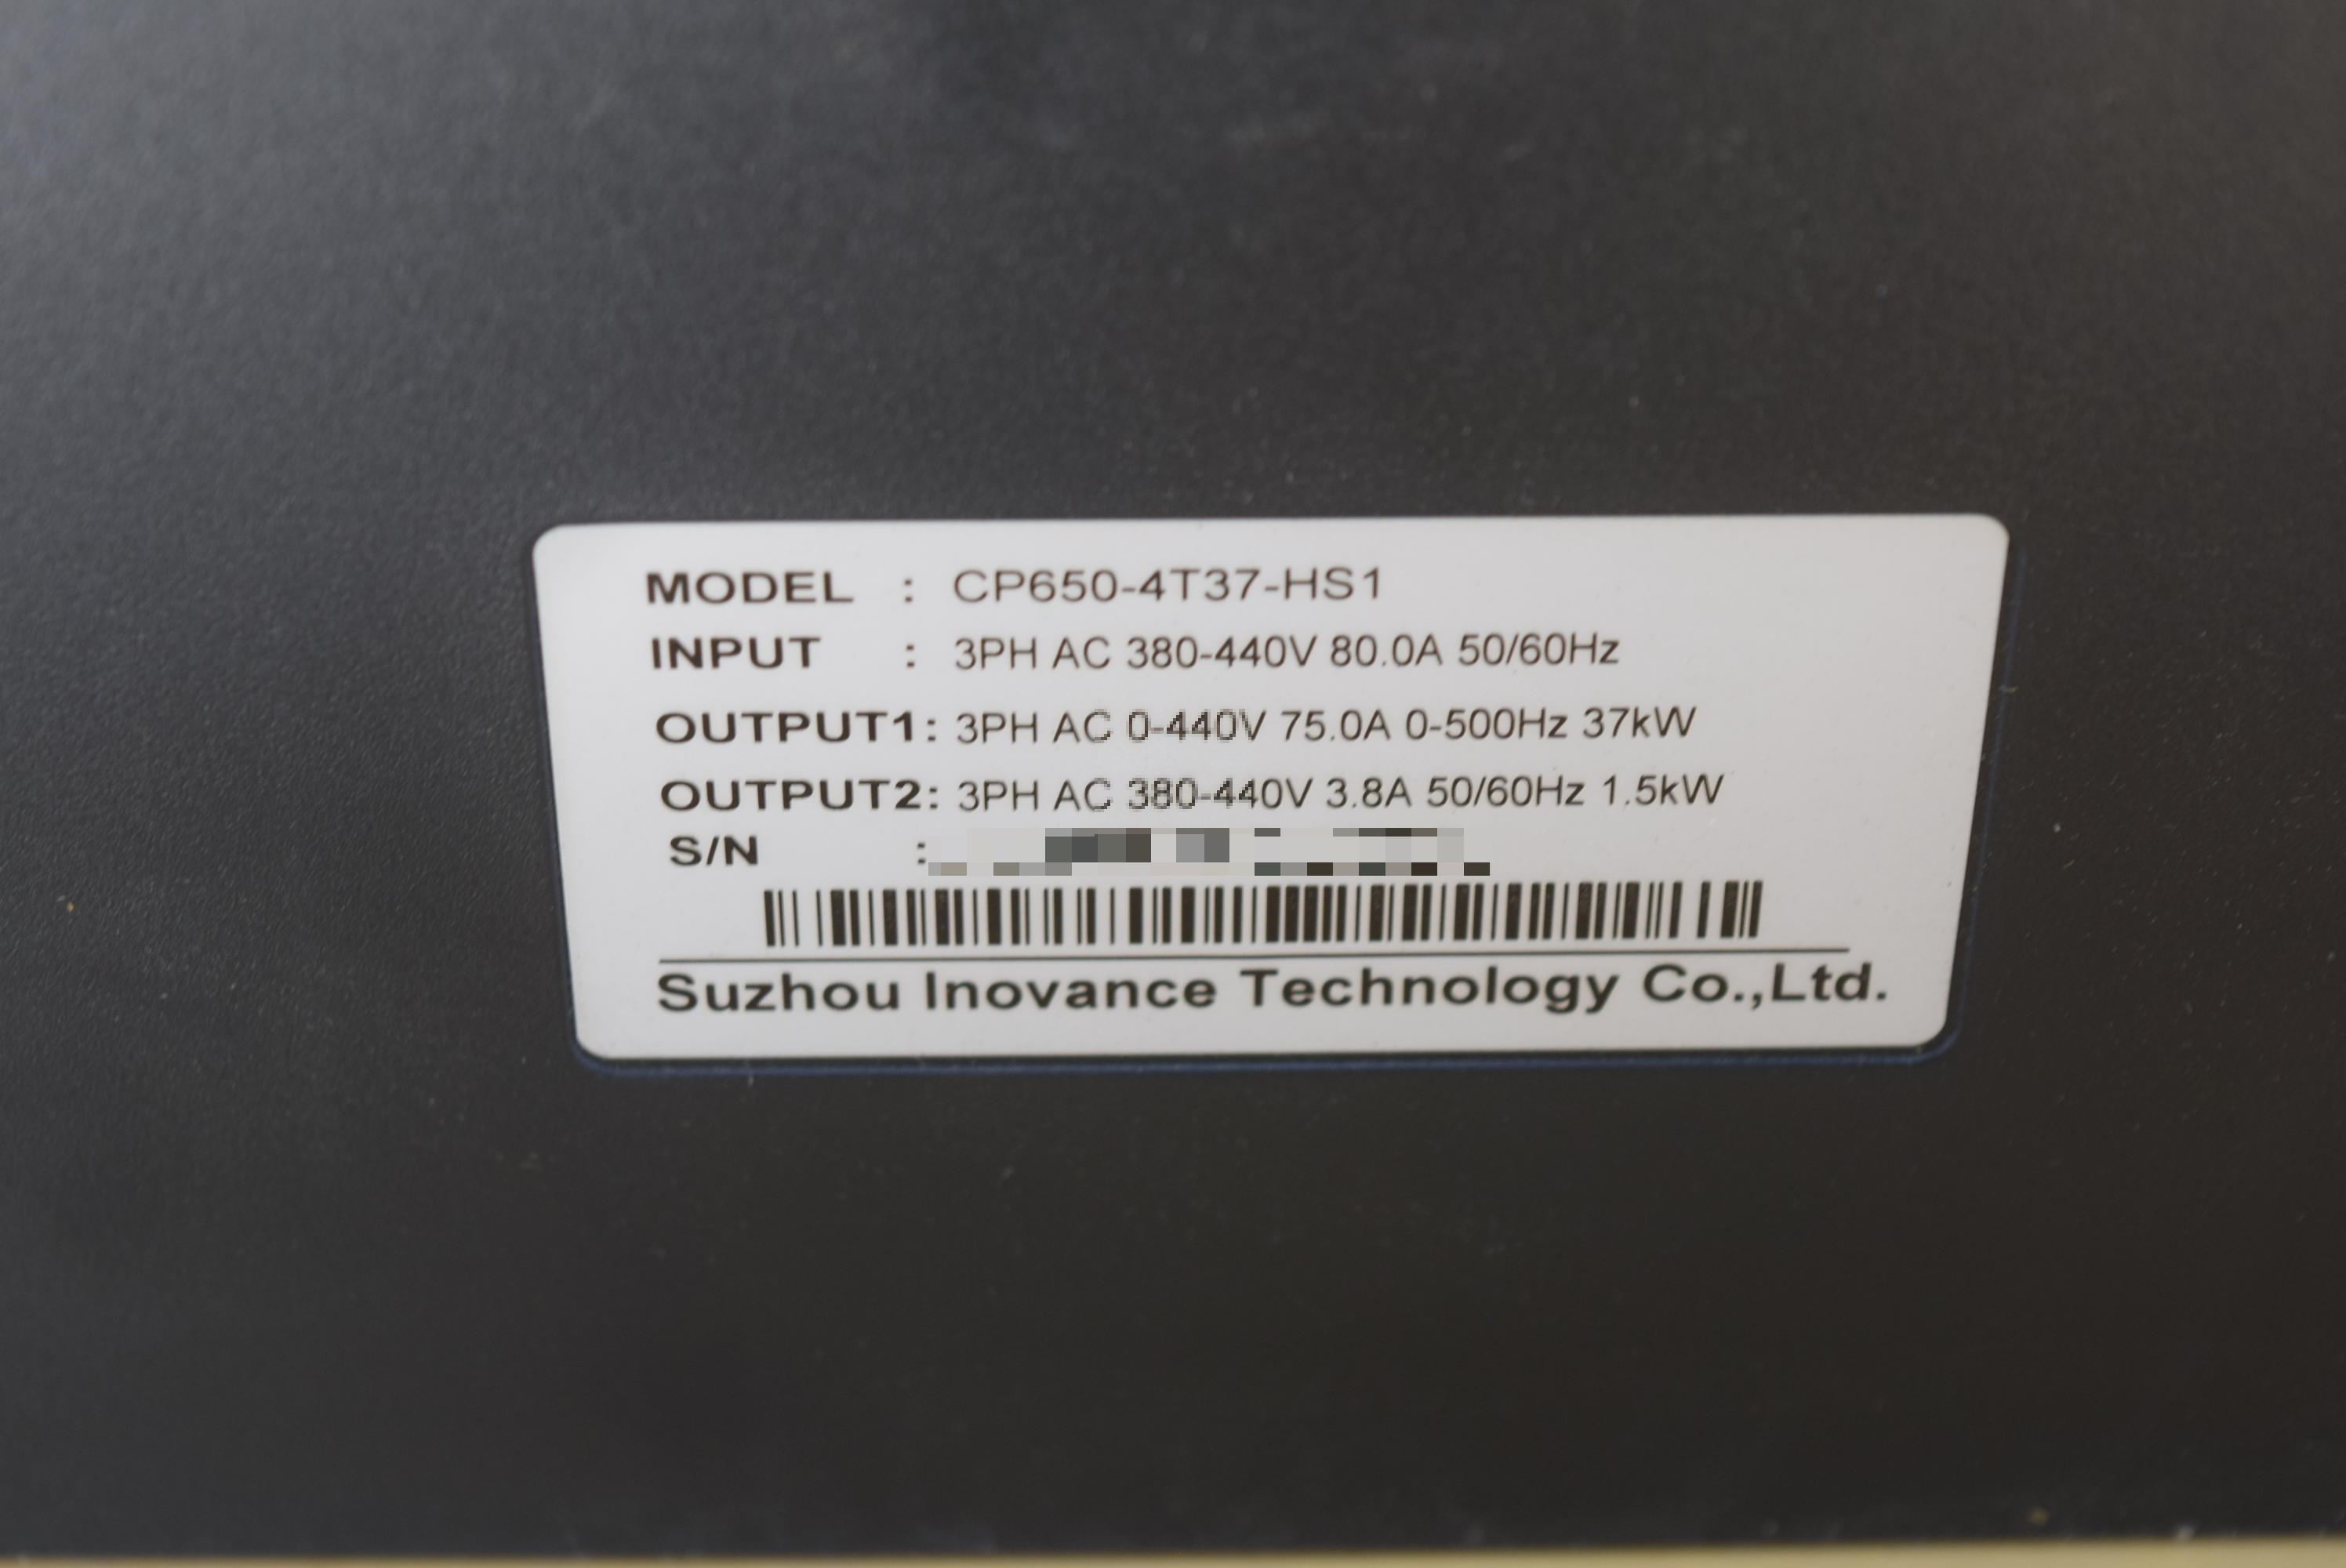 MODEL : CP650-4T37-HS1
INPUT : 3PH AC 380-440V 80.0A 50/60Hz
OUTPUT1: 3PH AC 0-440V 75.0A 0-500Hz 37kW
OUTPUT2: 3PH AC 380-440V 3.8A 50/60Hz 1.5kW
S/N :
Suzhou Inovance Technology Co.,Ltd.